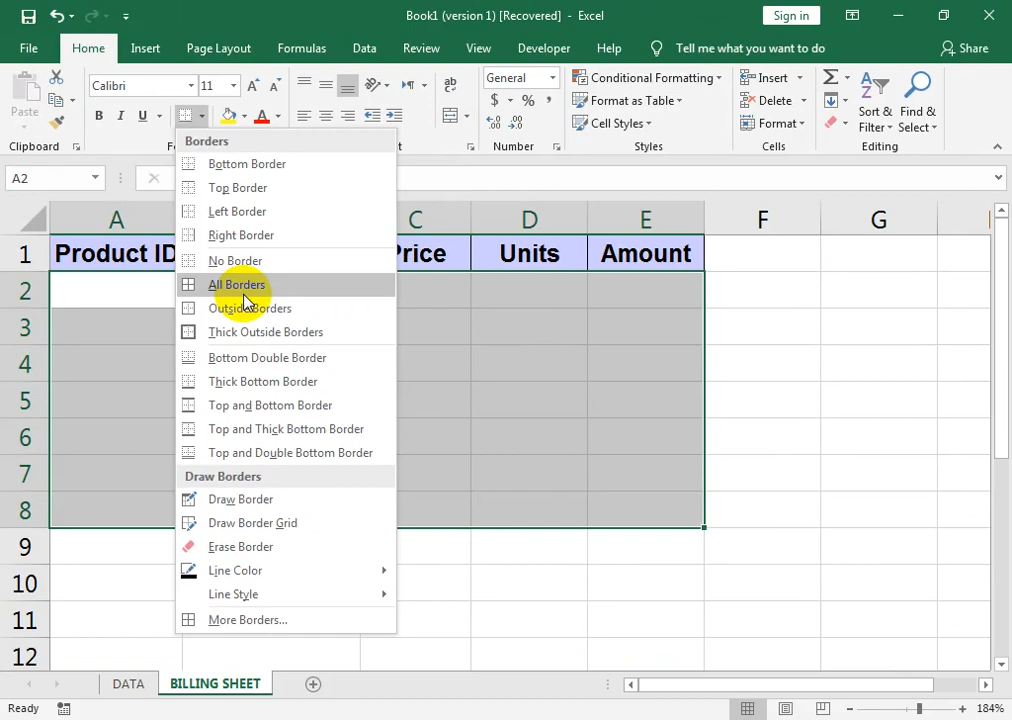 Book1 (version 1) [Recovered] - Excel
Sign in
File Home Insert Page Layout Formulas Data Review View Developer Help Tell me what you want to do Share
Calibri 11 General Conditional Formatting Insert
Paste B I U $ % Format as Table Delete Sort & Find &
Cell Styles Format Filter Select
Clipboard Number Styles Cells Editing
A2
Borders
Bottom Border
Top Border
Left Border
Right Border
No Border
All Borders
Outside Borders
Thick Outside Borders
Bottom Double Border
Thick Bottom Border
Top and Bottom Border
Top and Thick Bottom Border
Top and Double Bottom Border
Draw Borders
Draw Border
Draw Border Grid
Erase Border
Line Color
Line Style
More Borders...
A C D E F G
1 Product ID Price Units Amount
2
3
4
5
6
7
8
9
10
11
12
DATA BILLING SHEET
Ready 184%